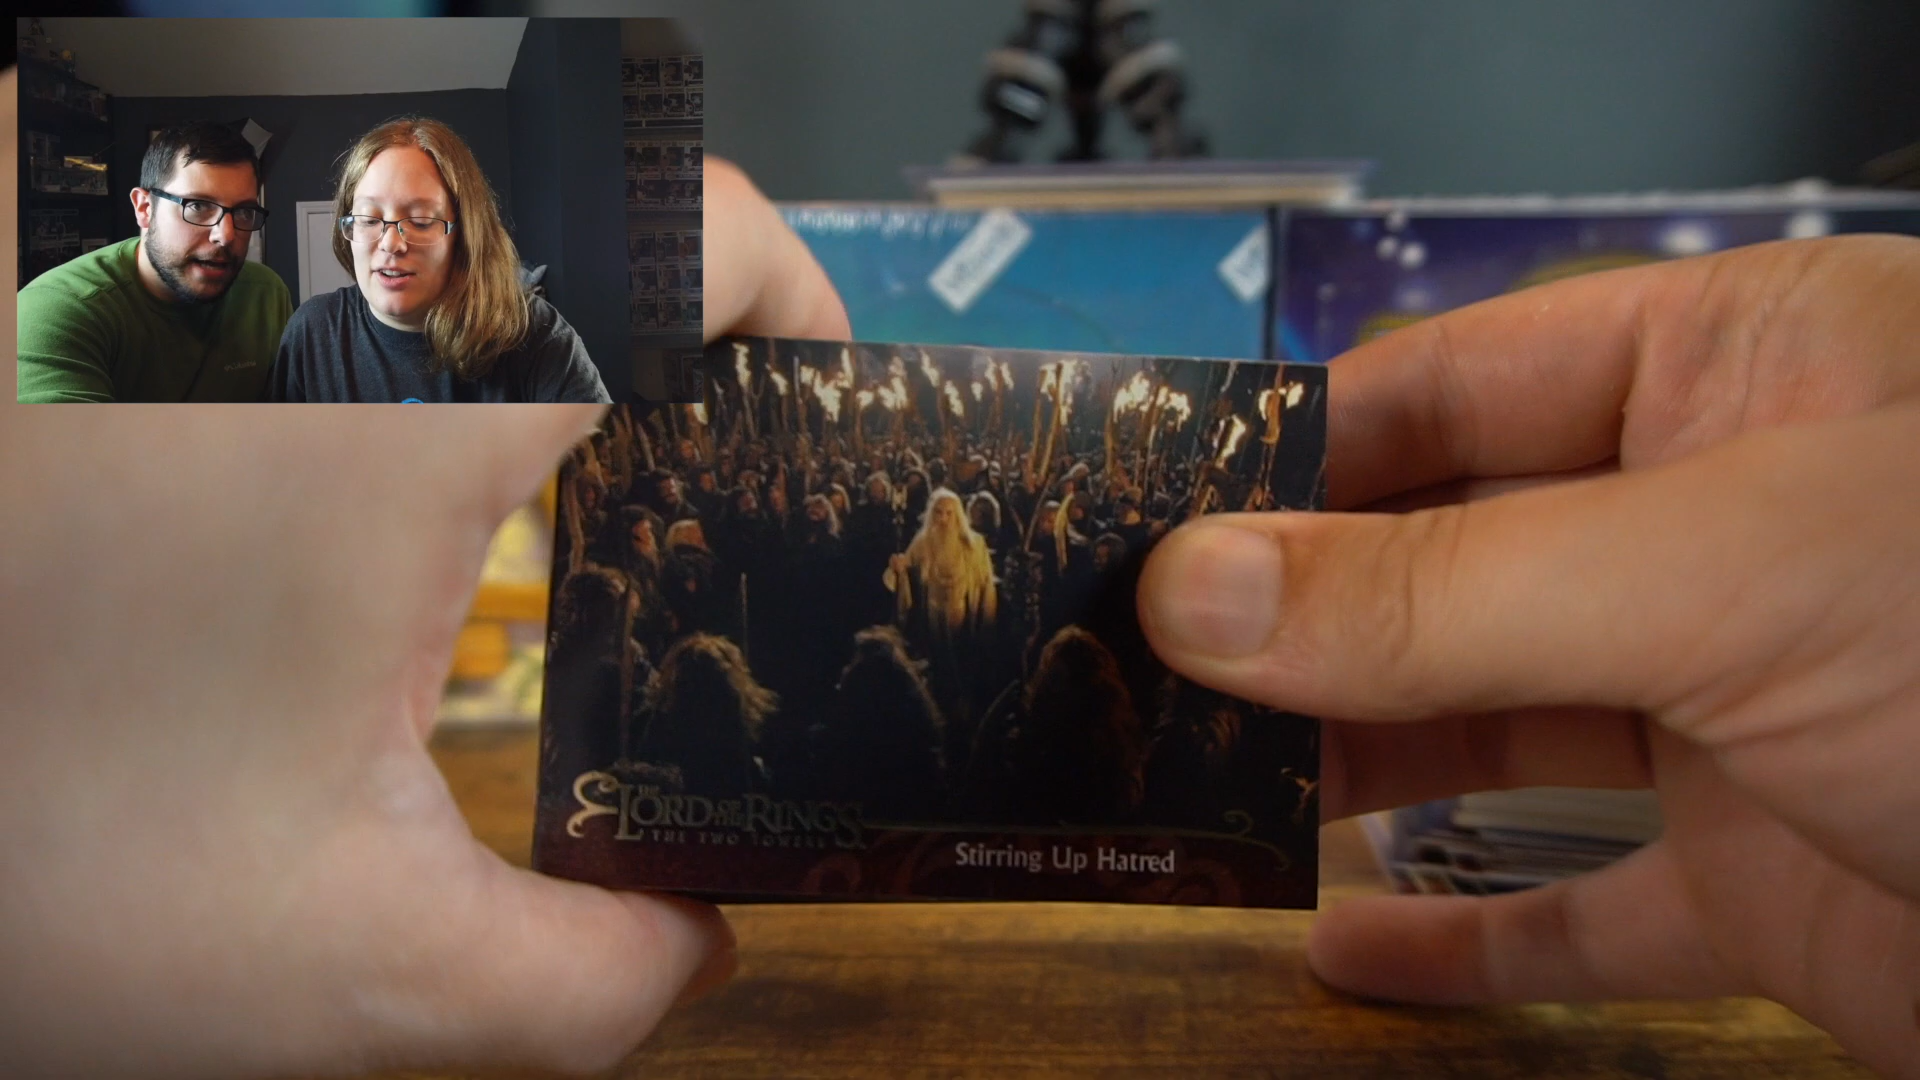 THE
LORD OF THE RINGS
THE TWO TOWERS
Stirring Up Hatred